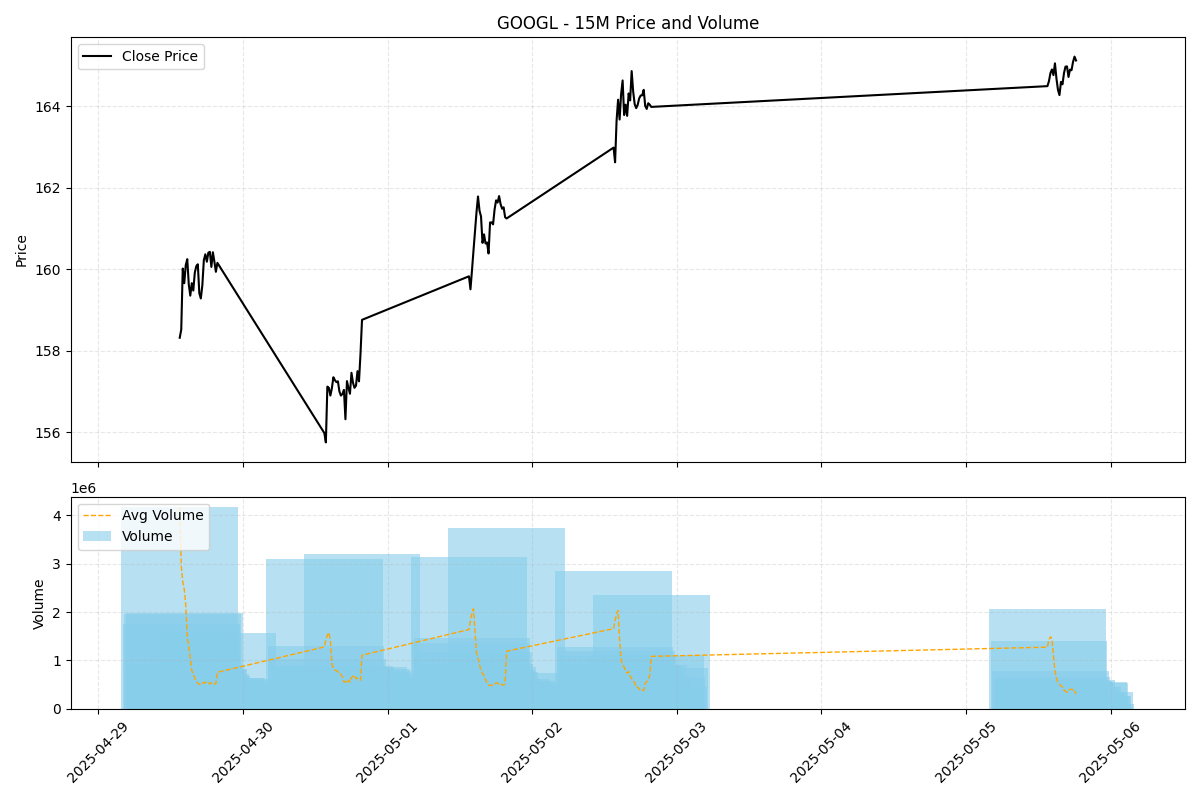 GOOGL - 15M Price and Volume
Close Price
Price
164
162
160
158
156
1e6
Avg Volume
Volume
Volume
4
3
2
1
0
2025-04-29
2025-04-30
2025-05-01
2025-05-02
2025-05-03
2025-05-04
2025-05-05
2025-05-06